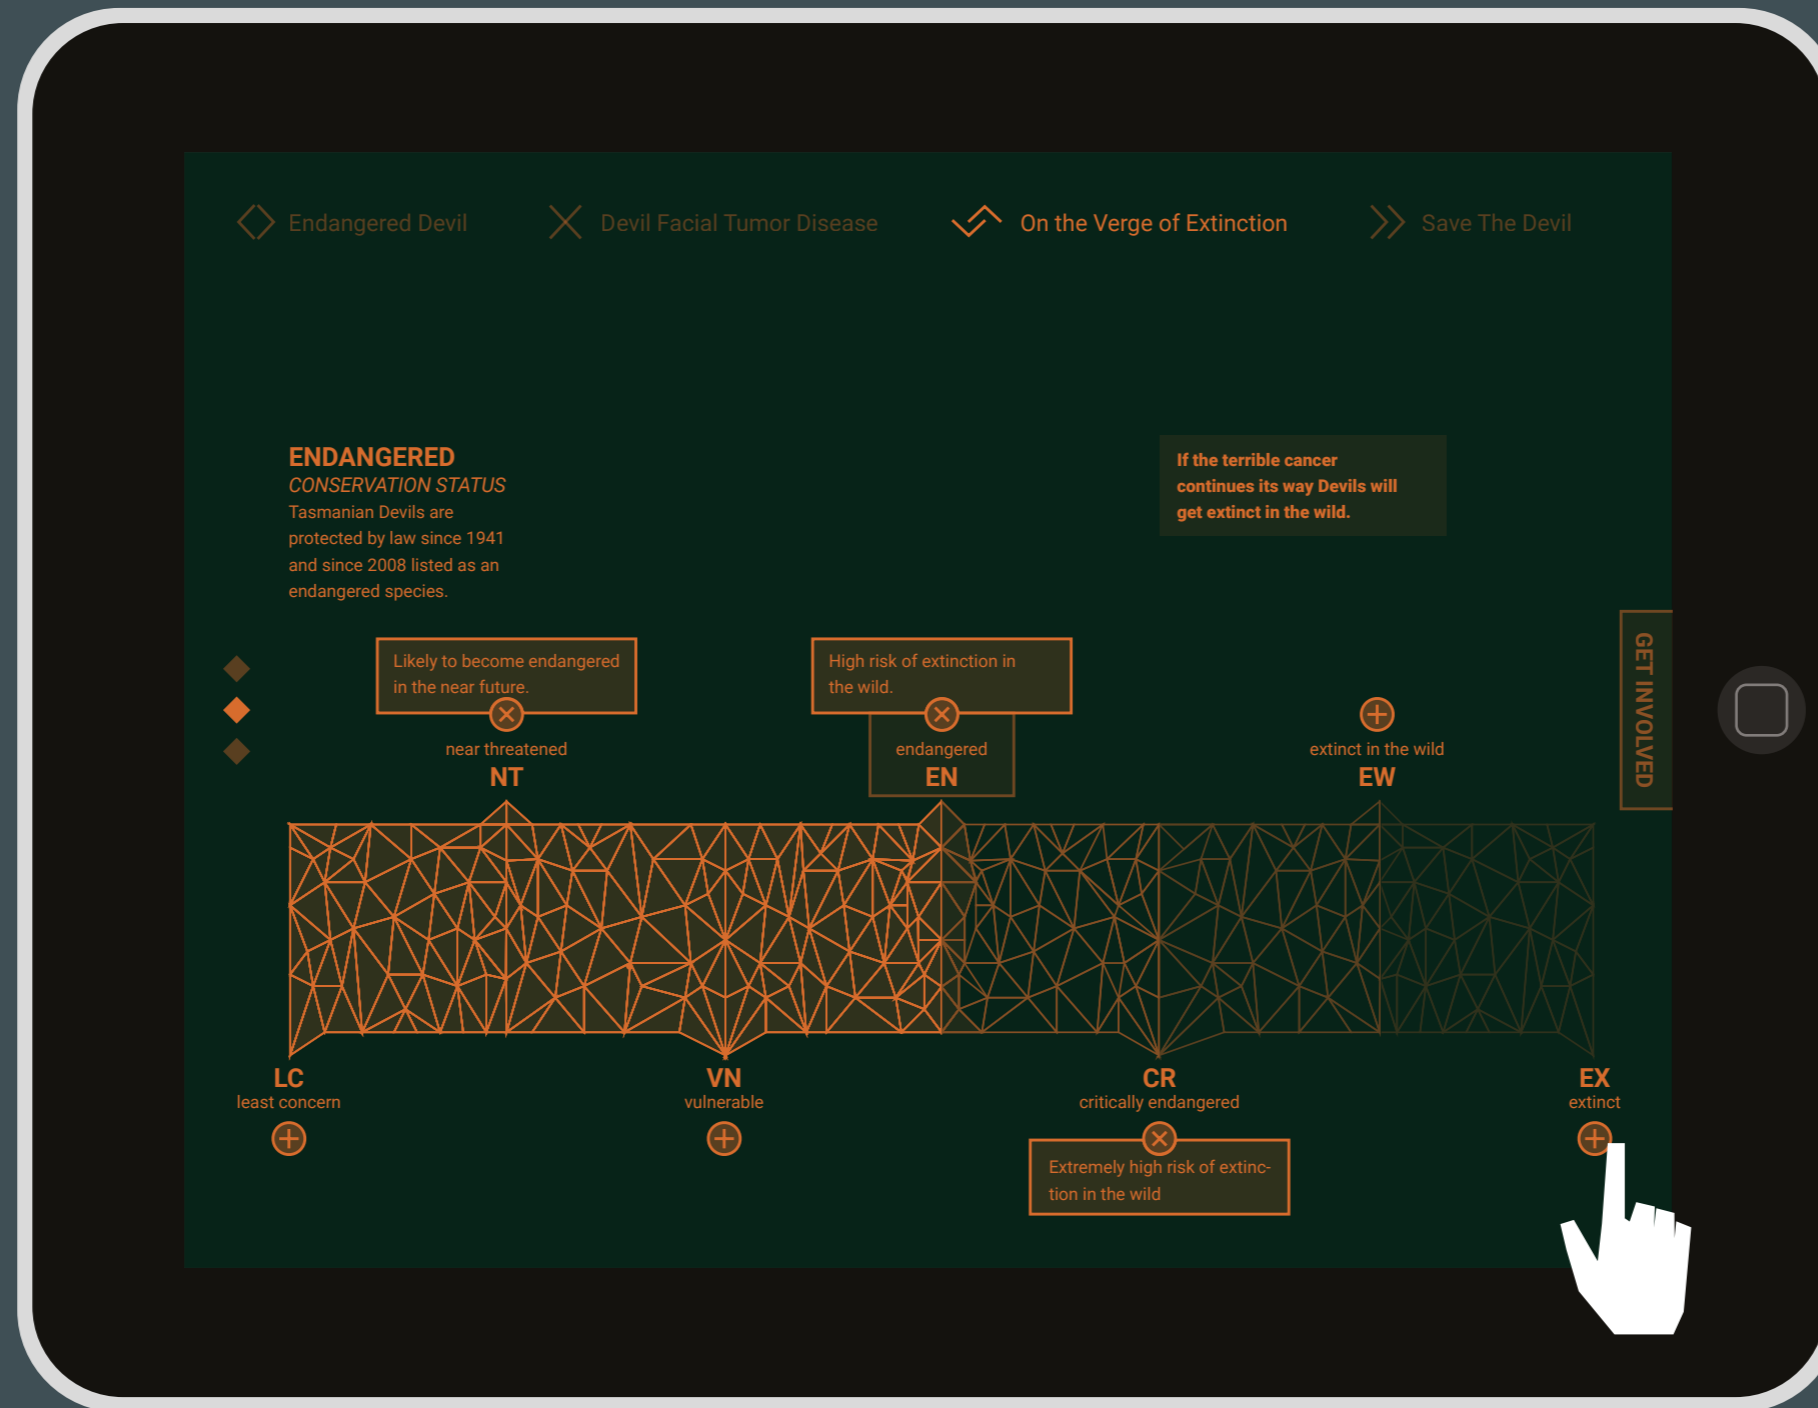 Endangered Devil
Devil Facial Tumor Disease
On the Verge of Extinction
Save The Devil
ENDANGERED
CONSERVATION STATUS
Tasmanian Devils are
protected by law since 1941
and since 2008 listed as an
endangered species.
If the terrible cancer
continues its way Devils will
get extinct in the wild.
GET INVOLVED
Likely to become endangered
in the near future.
near threatened
NT
High risk of extinction in
the wild.
endangered
EN
extinct in the wild
EW
LC
least concern
VN
vulnerable
CR
critically endangered
Extremely high risk of extinc-
tion in the wild
EX
extinct